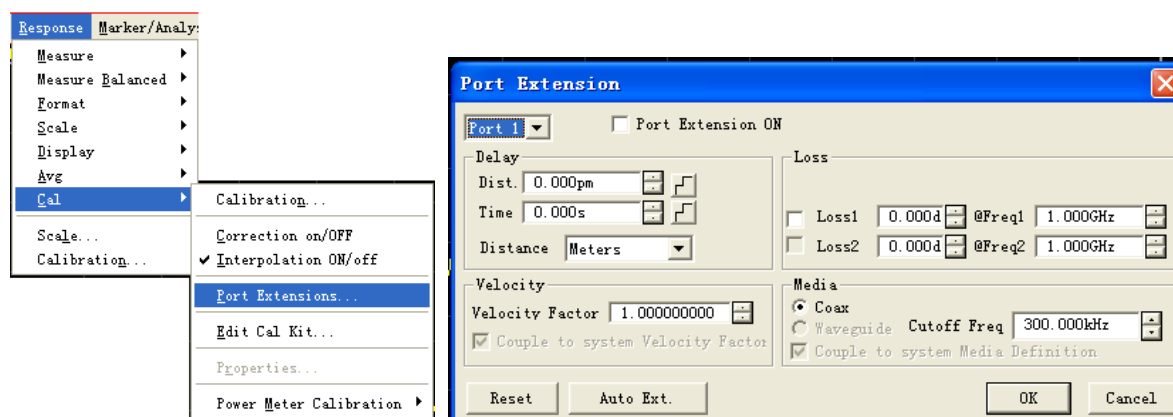 Response Marker/Analy
Measure
Measure Balanced
Format
Scale
Display
Avg
Cal
Scale...
Calibration...
Calibration...
Correction on/OFF
Interpolation ON/off
Port Extensions...
Edit Cal Kit...
Properties...
Power Meter Calibration
Port Extension
Port 1 Port Extension ON
Delay
Dist. 0.000pm
Time 0.000s
Distance Meters
Loss
Loss1 0.000d @Freq1 1.000GHz
Loss2 0.000d @Freq2 1.000GHz
Velocity
Velocity Factor 1.000000000
Couple to system Velocity Factor
Media
Coax
Waveguide Cutoff Freq 300.000kHz
Couple to system Media Definition
Reset Auto Ext. OK Cancel